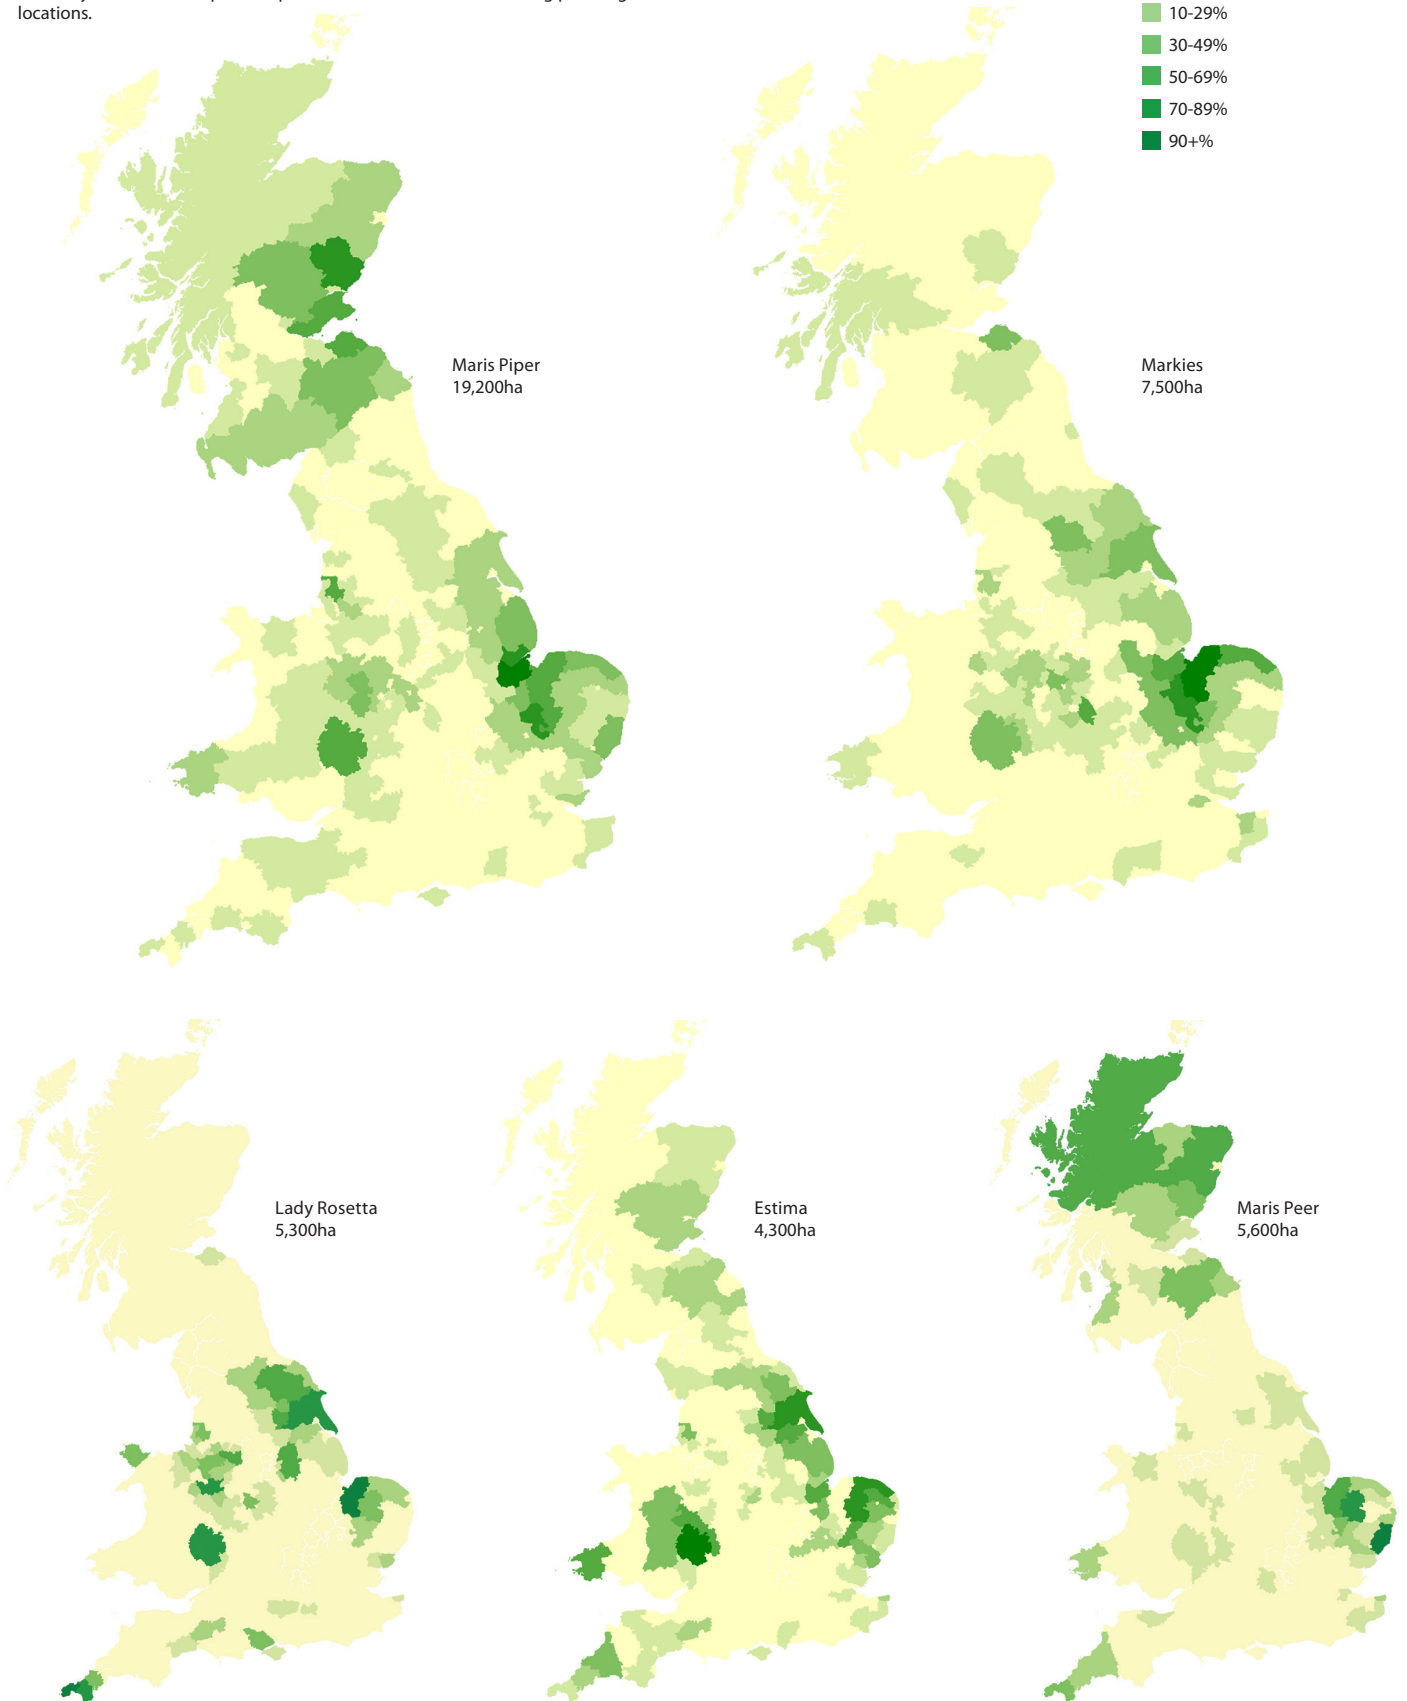 locations.
10-29%
30-49%
50-69%
70-89%
90+%
Maris Piper
19,200ha
Markies
7,500ha
Lady Rosetta
5,300ha
Estima
4,300ha
Maris Peer
5,600ha